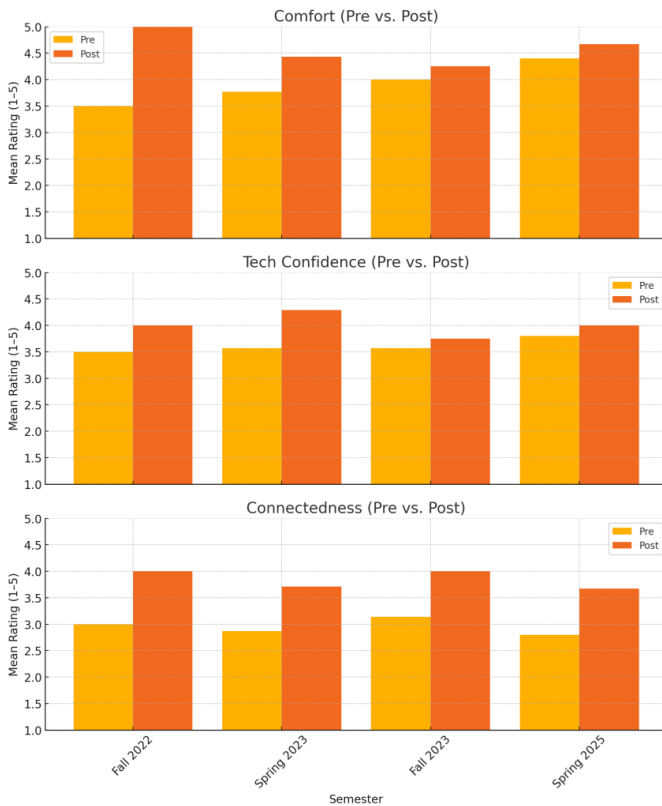 Comfort (Pre vs. Post)
Mean Rating (1–5)
5.0
4.5
4.0
3.5
3.0
2.5
2.0
1.5
1.0
Pre
Post
Tech Confidence (Pre vs. Post)
Mean Rating (1–5)
5.0
4.5
4.0
3.5
3.0
2.5
2.0
1.5
1.0
Pre
Post
Connectedness (Pre vs. Post)
Mean Rating (1–5)
5.0
4.5
4.0
3.5
3.0
2.5
2.0
1.5
1.0
Pre
Post
Fall 2022
Spring 2023
Fall 2023
Spring 2025
Semester